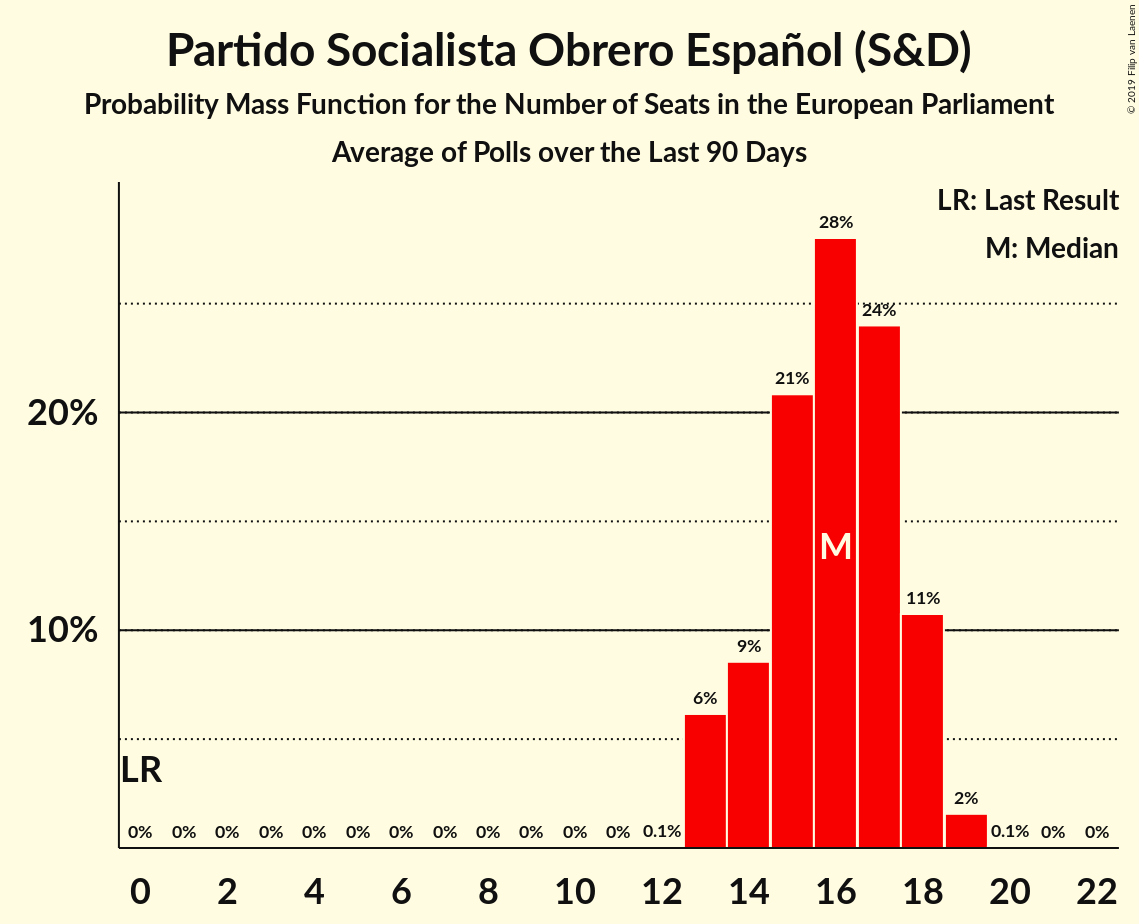 Partido Socialista Obrero Español (S&D)
Probability Mass Function for the Number of Seats in the European Parliament
Average of Polls over the Last 90 Days
© 2019 Filip van Laenen
LR: Last Result
M: Median
28%
24%
21%
20%
M
11%
10%
9%
6%
LR
2%
0% 0% 0% 0% 0% 0% 0% 0% 0% 0% 0% 0% 0.1% 0.1% 0% 0%
0 2 4 6 8 10 12 14 16 18 20 22